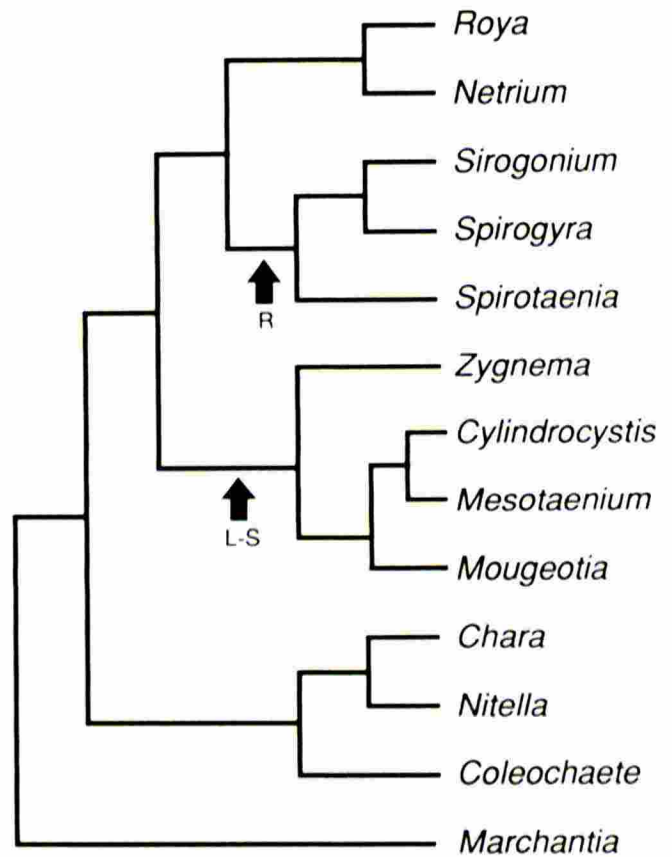 Roya
Netrium
Sirogonium
Spirogyra
R
Spirotaenia
Zygnema
Cylindrocystis
Mesotaenium
L-S
Mougeotia
Chara
Nitella
Coleochaete
Marchantia